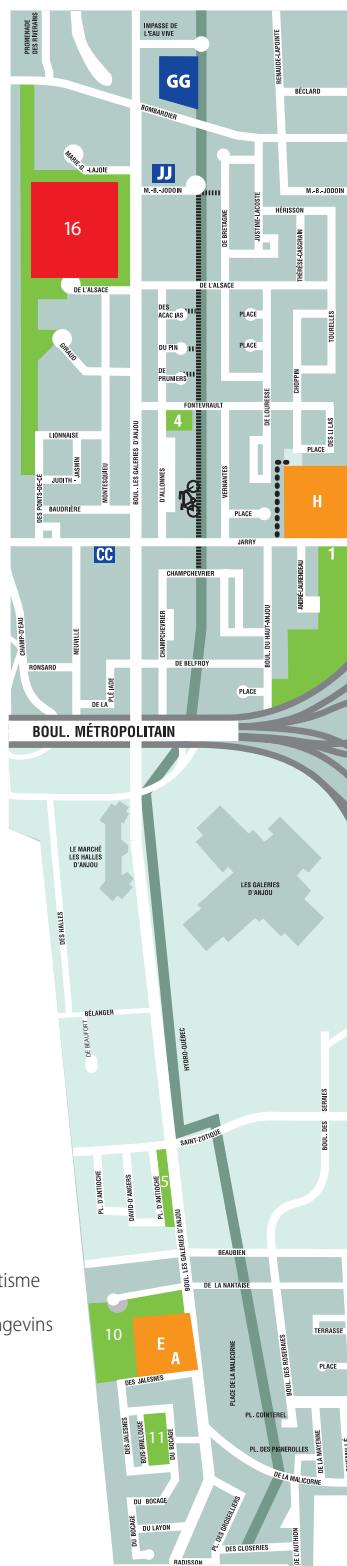 PROMENADE
DES RIVERAINS
IMPASSE DE
L'EAU VIVE
RENAUDE-LAPOINTE
GG
BÉCLARD
BOMBARDIER
MARIE-G.-LAJOIE
JJ
M.-B.-JODOIN
M.-B.-JODOIN
16
DE BRETAGNE
JUSTINE-LACOSTE
HÉRISSON
THÉRÈSE-CASGRAIN
DE L'ALSACE
DE L'ALSACE
TOURELLES
DES
ACACIAS
PLACE
GIRAUD
DU PIN
PLACE
DE
PRUNIERS
CHOPPIN
BOUL. LES GALERIES D'ANJOU
FONTEVRAULT
4
DE LOURESSE
DES LILAS
LIONNAISE
PLACE
JASMIN
JUDITH-
MONTESQUIEU
D'ALLONNES
VERNANTES
DES PONTS-DE-CÉ
BAUDRIÈRE
PLACE
H
JARRY
CC
1
CHAMPCHEVRIER
ANDRÉ-LAURENDEAU
CHAMP-D'EAU
NEUVILLE
CHAMPCHEVRIER
BOUL. DU HAUT-ANJOU
RONSARD
DE BELFROY
DE LA
PLÉIADE
PLACE
BOUL. MÉTROPOLITAIN
LE MARCHÉ
LES HALLES
D'ANJOU
LES GALERIES
D'ANJOU
DES HALLES
BÉLANGER
DE BEAUFORT
HYDRO-QUÉBEC
SAINT-ZOTIQUE
BOUL. DES
PL. D'ANTIOCHE
DAVID-D'ANGERS
PL. D'ANTIOCHE
5
BOUL. LES GALERIES D'ANJOU
BEAUBIEN
DE LA NANTAISE
tisme
ngevins
10
E
A
PLACE DE LA MALICORNE
BOUL. DES ROSERAIES
TERRASSE
PLACE
DES JALESNES
PL. COINTEREL
DES JALESNES
BOIS-MALLOUSE
11
DU BOCAGE
PL. DES PIGNEROLLES
DE LA MAYENNE
DE LA MALICORNE
DU BOCAGE
DU BOCAGE
DU LAYON
PL. DES GROSEILLIERS
DE L'AUTHION
DES CLOSERIES
RADISSON